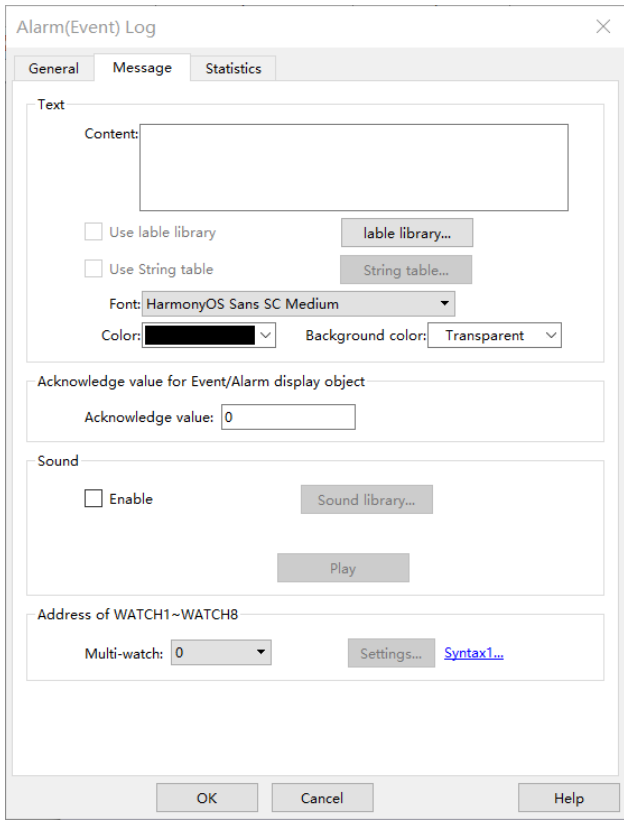 Alarm(Event) Log
General Message Statistics
Text
Content:
Use lable library lable library...
Use String table String table...
Font: HarmonyOS Sans SC Medium
Color: Background color: Transparent
Acknowledge value for Event/Alarm display object
Acknowledge value: 0
Sound
Enable Sound library...
Play
Address of WATCH1~WATCH8
Multi-watch: 0 Settings... Syntax1...
OK Cancel Help